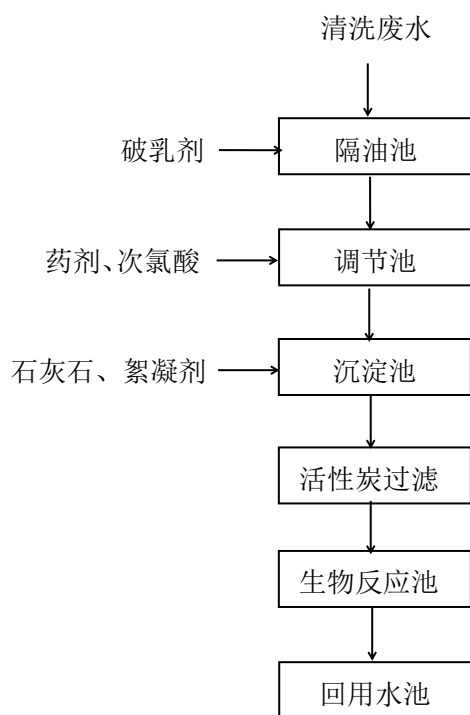 清洗废水
破乳剂
隔油池
药剂、次氯酸
调节池
石灰石、絮凝剂
沉淀池
活性炭过滤
生物反应池
回用水池